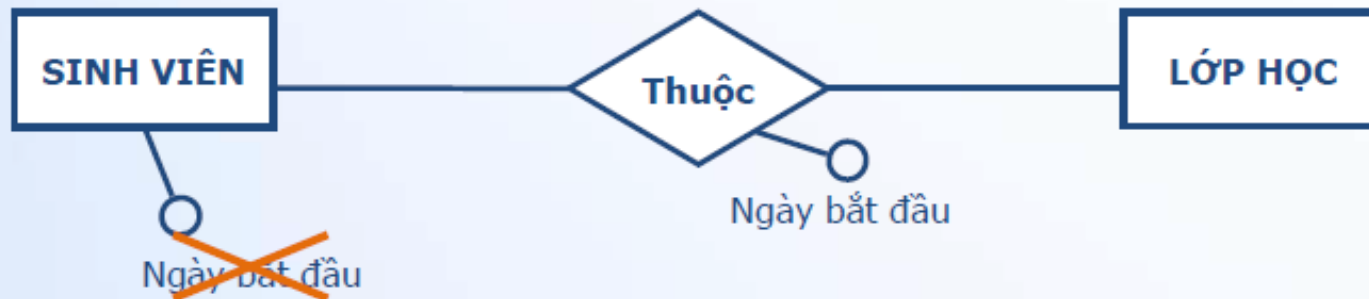 SINH VIÊN
Thuộc
LỚP HỌC
Ngày bắt đầu
Ngày bắt đầu